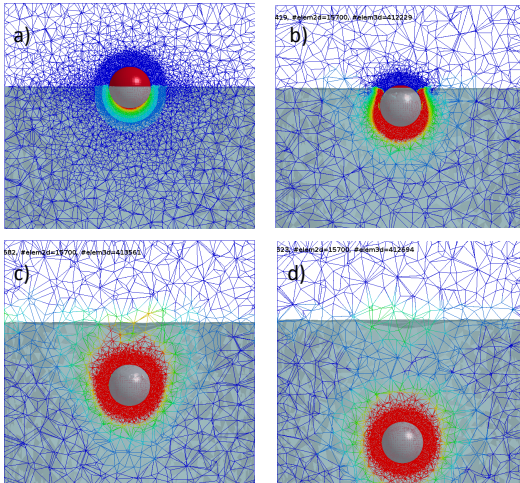 a)
b)
419, #elem2d=15700, #elem3d=412229
c)
582, #elem2d=15700, #elem3d=413561
d)
323, #elem2d=15700, #elem3d=412694